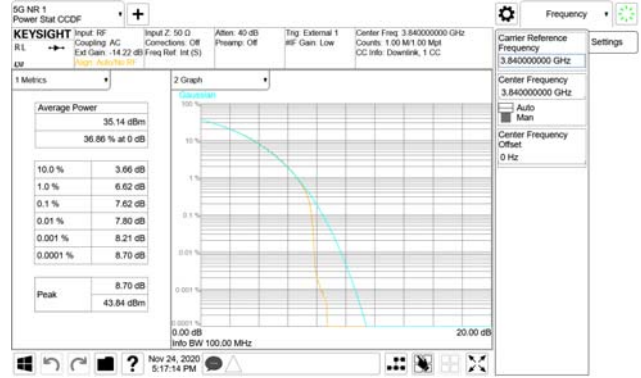 5G NR 1
Power Stat CCDF
+
KEYSIGHT
RL
Input: RF
Coupling: AC
Ext Gain: -14.22 dB
Align: Auto/No RF
Input Z: 50 Ω
Corrections: Off
Freq Ref: Int (S)
Atten: 40 dB
Preamp: Off
Trig: External 1
#IF Gain: Low
Center Freq: 3.840000000 GHz
Counts: 1.00 M/1.00 Mpt
CC Info: Downlink, 1 CC
1 Metrics
Average Power
35.14 dBm
36.86 % at 0 dB
10.0 % 3.66 dB
1.0 % 6.62 dB
0.1 % 7.62 dB
0.01 % 7.80 dB
0.001 % 8.21 dB
0.0001 % 8.70 dB
Peak 8.70 dB
43.84 dBm
2 Graph
Gaussian
100 %
10 %
1 %
0.1 %
0.01 %
0.001 %
0.0001 %
0.00 dB 20.00 dB
Info BW 100.00 MHz
Frequency
Settings
Carrier Reference
Frequency
3.840000000 GHz
Center Frequency
3.840000000 GHz
Auto
Man
Center Frequency
Offset
0 Hz
?
Nov 24, 2020
5:17:14 PM